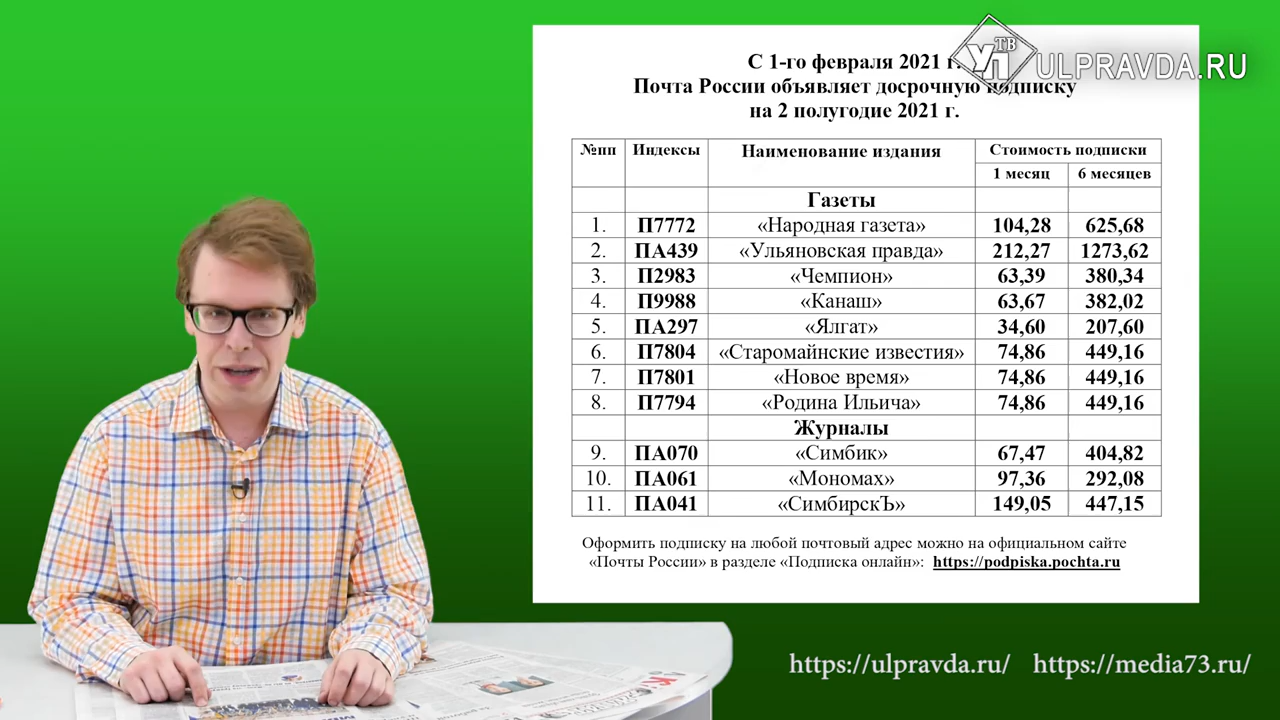 С 1-го февраля 2021 г.
Почта России объявляет досрочную подписку
на 2 полугодие 2021 г.
УП ТВ ULPRAVDA.RU
№пп Индексы Наименование издания Стоимость подписки
1 месяц 6 месяцев
Газеты
1. П7772 «Народная газета» 104,28 625,68
2. ПА439 «Ульяновская правда» 212,27 1273,62
3. П2983 «Чемпион» 63,39 380,34
4. П9988 «Канаш» 63,67 382,02
5. ПА297 «Ялгат» 34,60 207,60
6. П7804 «Старомайнские известия» 74,86 449,16
7. П7801 «Новое время» 74,86 449,16
8. П7794 «Родина Ильича» 74,86 449,16
Журналы
9. ПА070 «Симбик» 67,47 404,82
10. ПА061 «Мономах» 97,36 292,08
11. ПА041 «СимбирскЪ» 149,05 447,15
Оформить подписку на любой почтовый адрес можно на официальном сайте
«Почты России» в разделе «Подписка онлайн»: https://podpiska.pochta.ru
https://ulpravda.ru/ https://media73.ru/